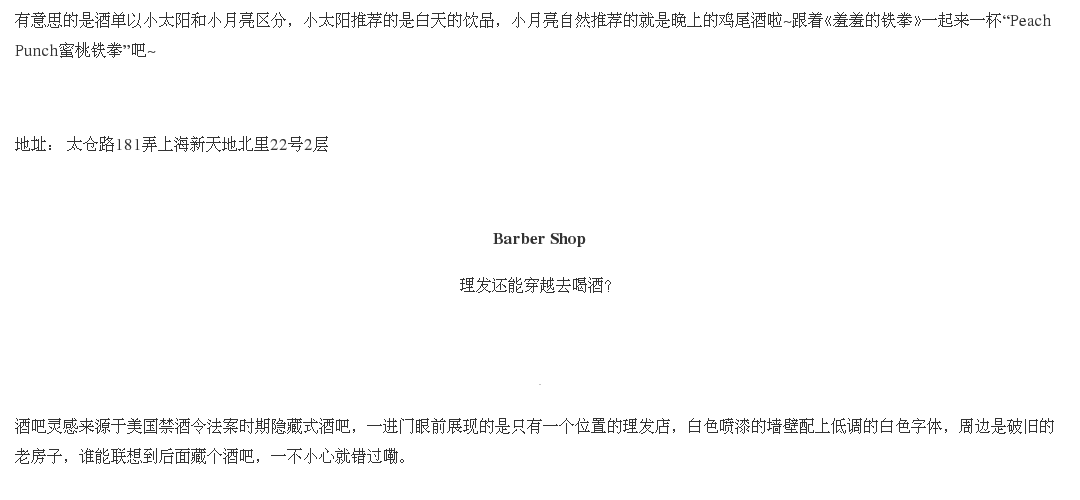 有意思的是酒单以小太阳和小月亮区分，小太阳推荐的是白天的饮品，小月亮自然推荐的就是晚上的鸡尾酒啦~跟着《羞羞的铁拳》一起来一杯“Peach
Punch蜜桃铁拳”吧~
地址： 太仓路181弄上海新天地北里22号2层
Barber Shop
理发还能穿越去喝酒?
酒吧灵感来源于美国禁酒令法案时期隐藏式酒吧，一进门眼前展现的是只有一个位置的理发店，白色喷漆的墙壁配上低调的白色字体，周边是破旧的
老房子，谁能联想到后面藏个酒吧，一不小心就错过嘞。